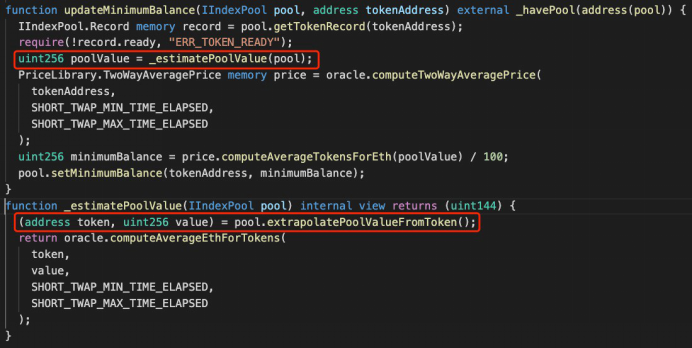 function updateMinimumBalance(IIndexPool pool, address tokenAddress) external _havePool(address(pool)) {
  IIndexPool.Record memory record = pool.getTokenRecord(tokenAddress);
  require(!record.ready, "ERR_TOKEN_READY");
  uint256 poolValue = _estimatePoolValue(pool);
  PriceLibrary.TwoWayAveragePrice memory price = oracle.computeTwoWayAveragePrice(
    tokenAddress,
    SHORT_TWAP_MIN_TIME_ELAPSED,
    SHORT_TWAP_MAX_TIME_ELAPSED
  );
  uint256 minimumBalance = price.computeAverageTokensForEth(poolValue) / 100;
  pool.setMinimumBalance(tokenAddress, minimumBalance);
}
function _estimatePoolValue(IIndexPool pool) internal view returns (uint144) {
  (address token, uint256 value) = pool.extrapolatePoolValueFromToken();
  return oracle.computeAverageEthForTokens(
    token,
    value,
    SHORT_TWAP_MIN_TIME_ELAPSED,
    SHORT_TWAP_MAX_TIME_ELAPSED
  );
}